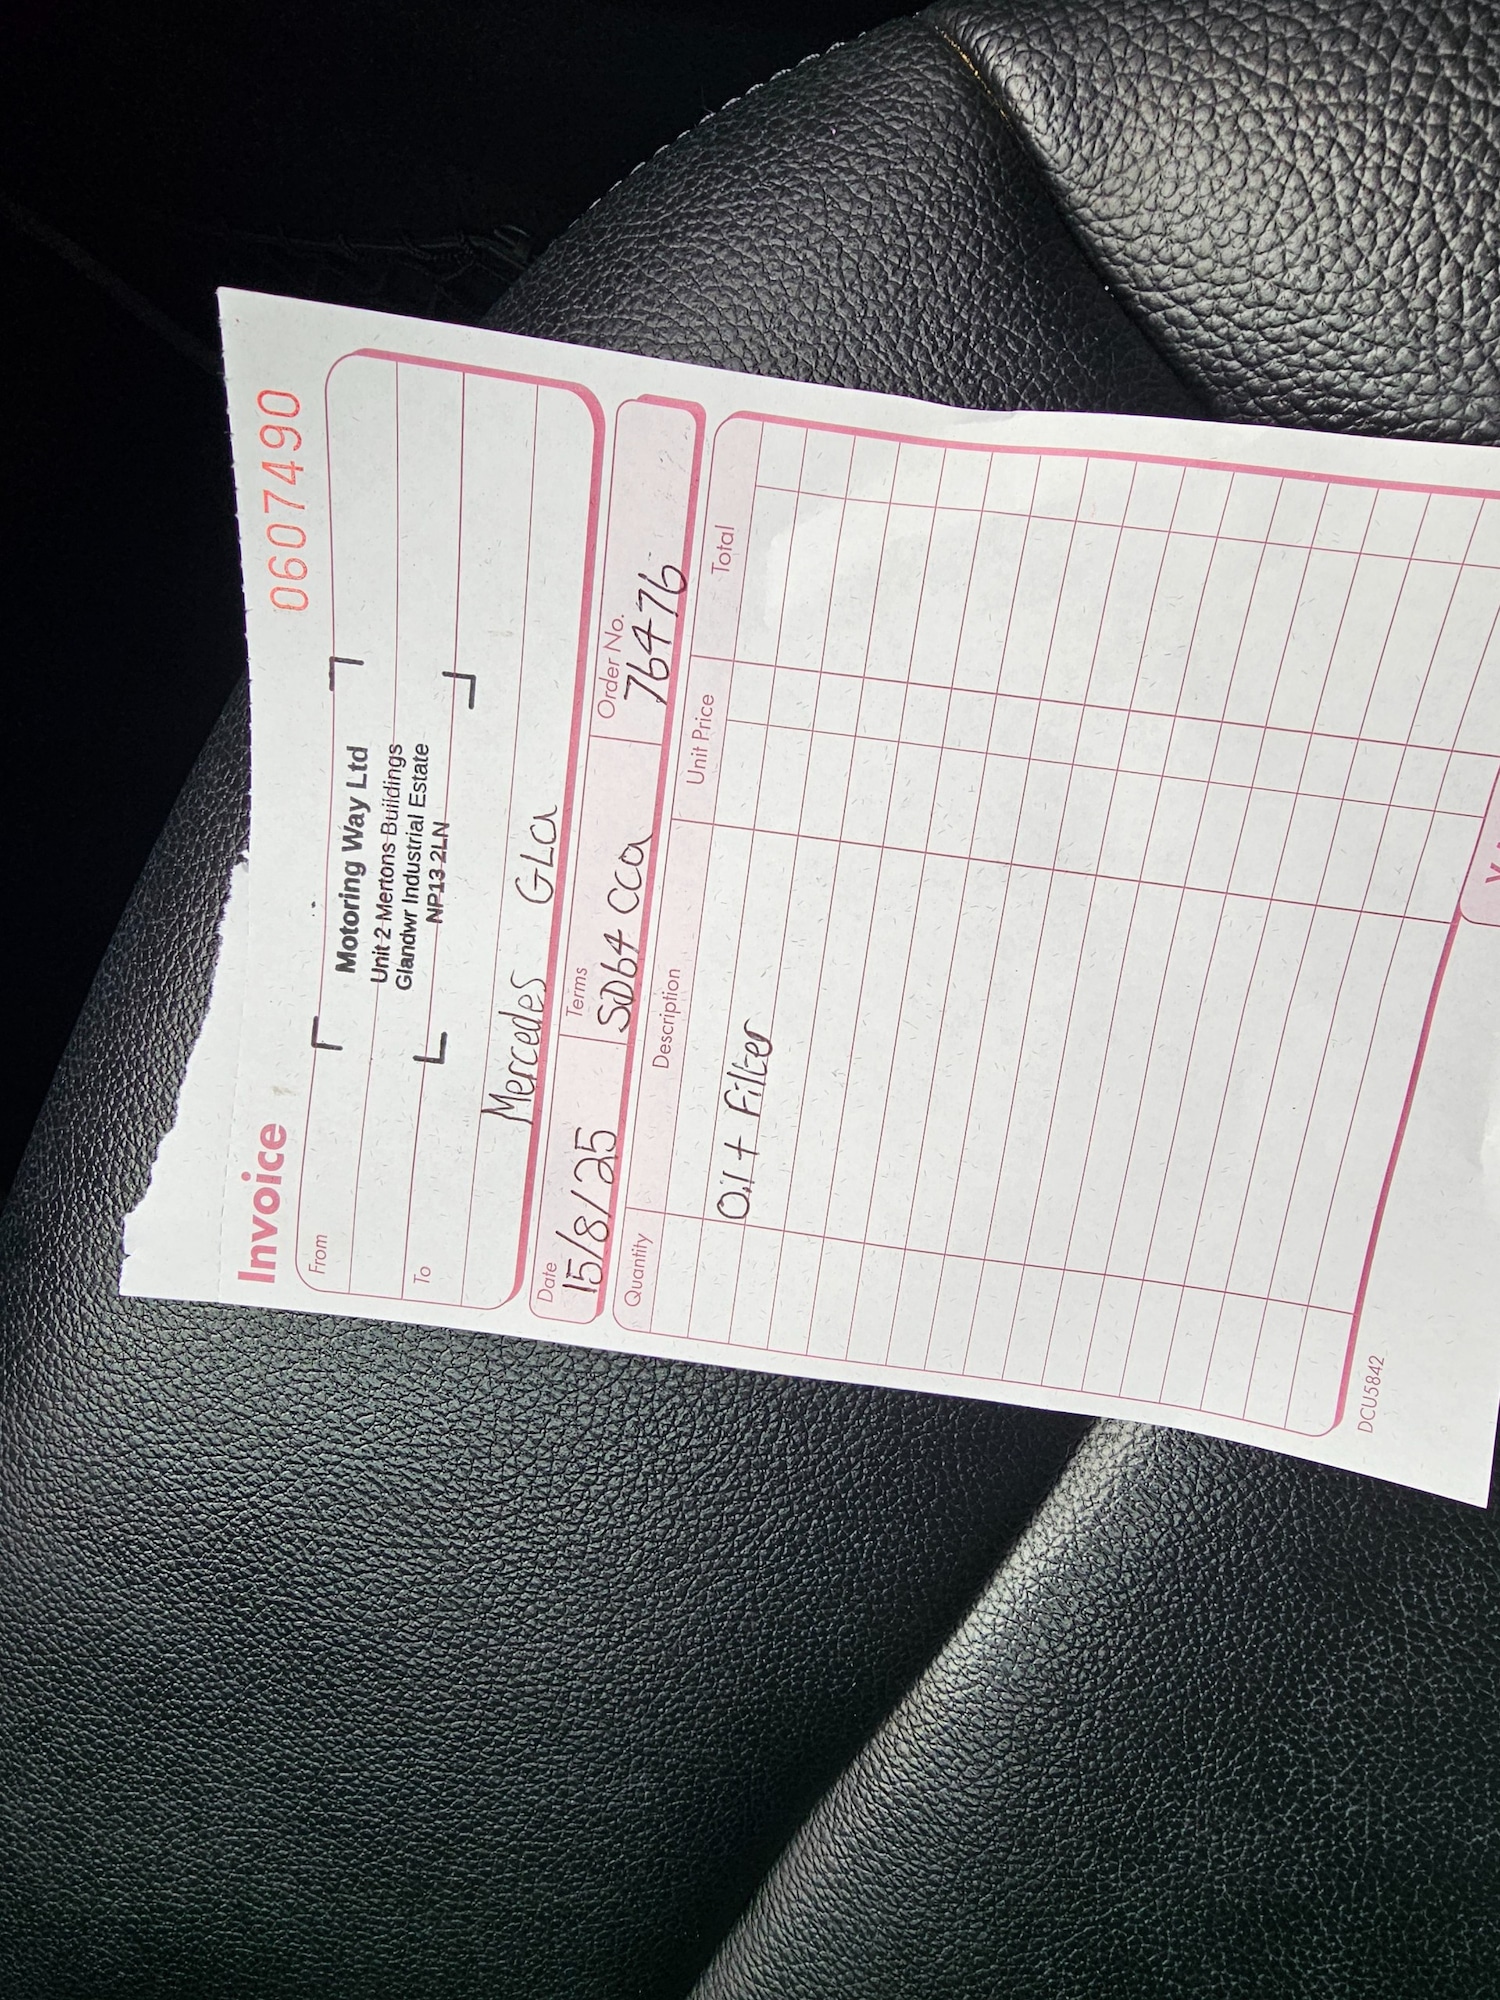 Invoice
0607490
From
Motoring Way Ltd
Unit 2 Mertons Buildings
Glandwr Industrial Estate
NP13 2LN
To
Mercedes GLA
Date
Terms
Order No.
15/8/25
SD64 CCA
76476
Quantity
Description
Unit Price
Total
Oil + Filter
DCU5842